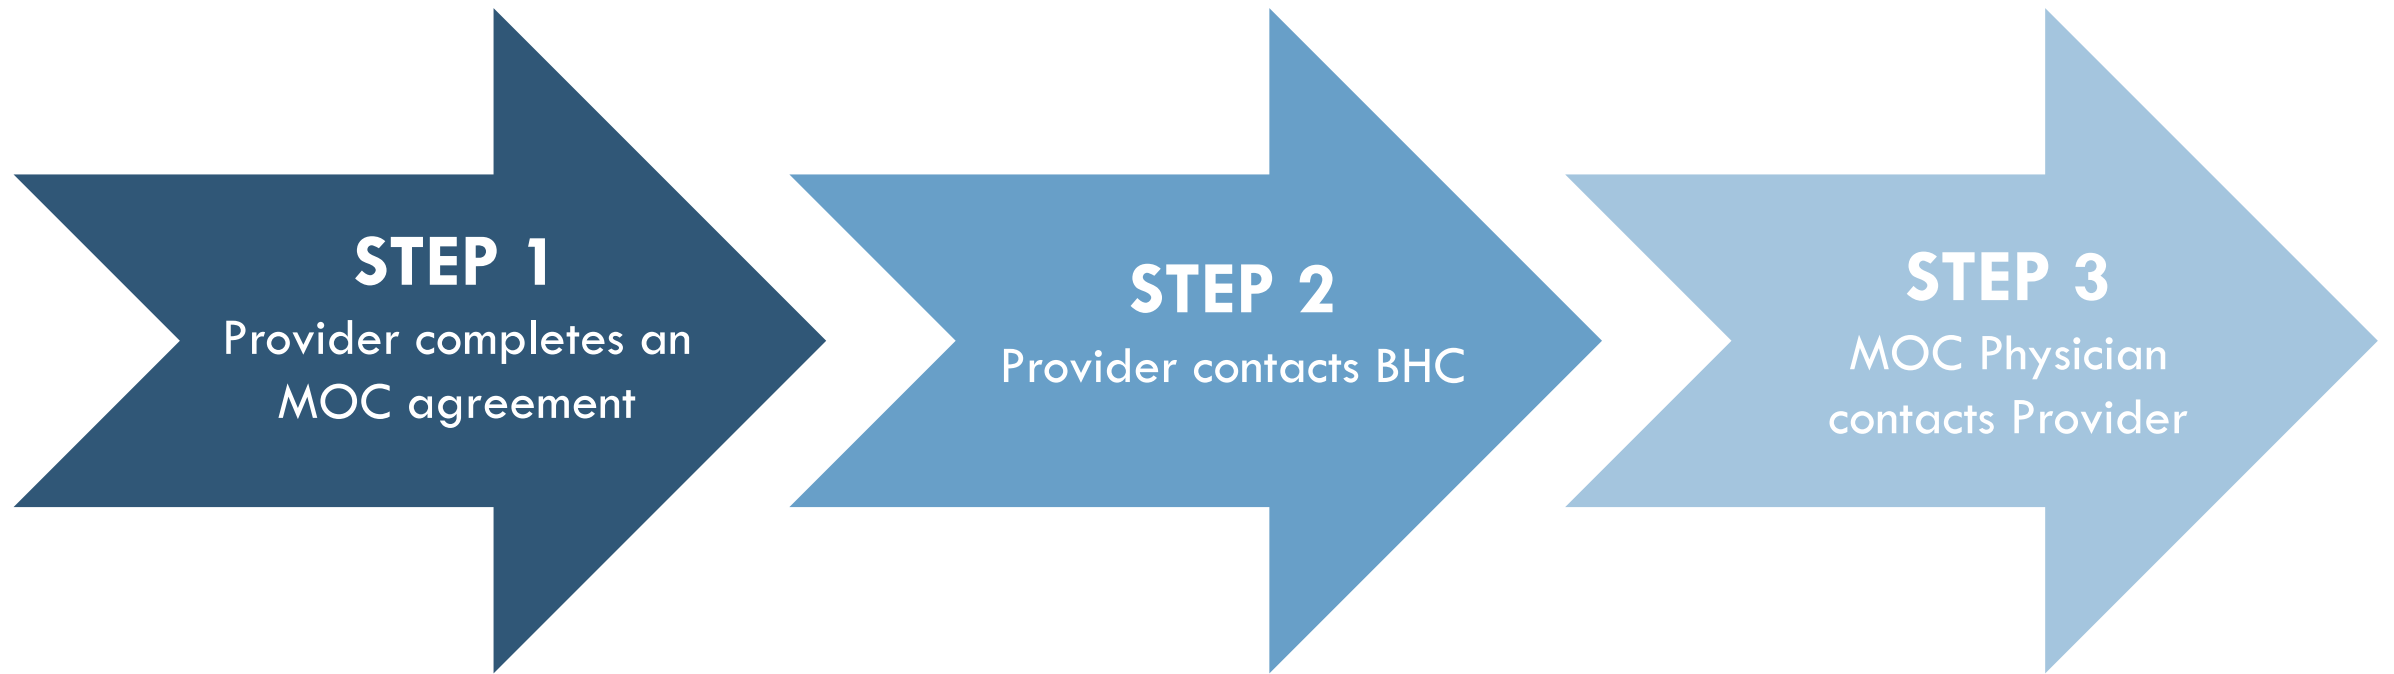 STEP 1
Provider completes an
MOC agreement
STEP 2
Provider contacts BHC
STEP 3
MOC Physician
contacts Provider